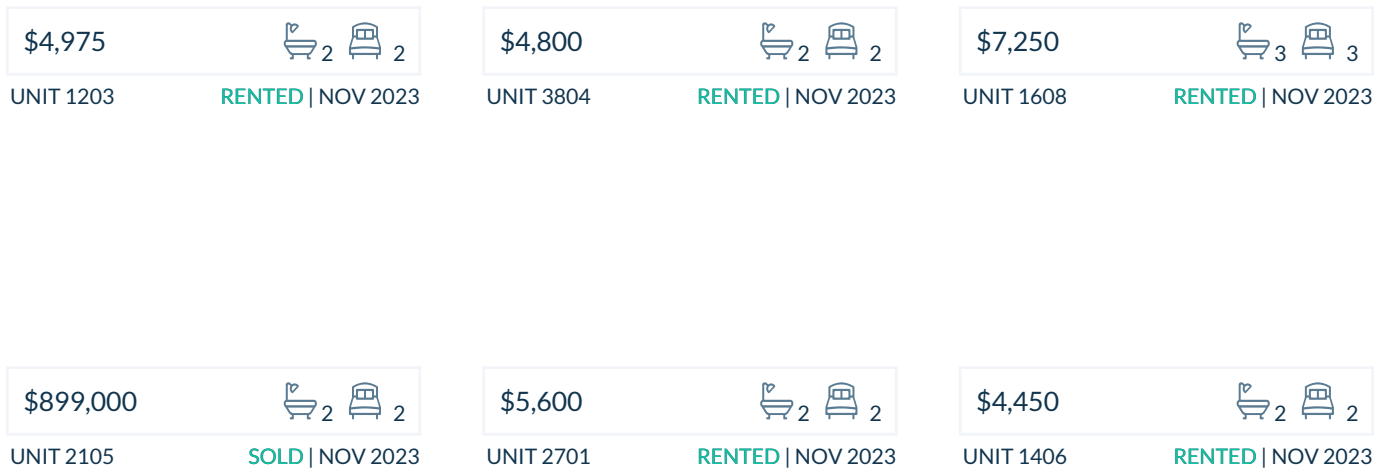 $4,975 2 2
UNIT 1203 RENTED | NOV 2023
$4,800 2 2
UNIT 3804 RENTED | NOV 2023
$7,250 3 3
UNIT 1608 RENTED | NOV 2023
$899,000 2 2
UNIT 2105 SOLD | NOV 2023
$5,600 2 2
UNIT 2701 RENTED | NOV 2023
$4,450 2 2
UNIT 1406 RENTED | NOV 2023